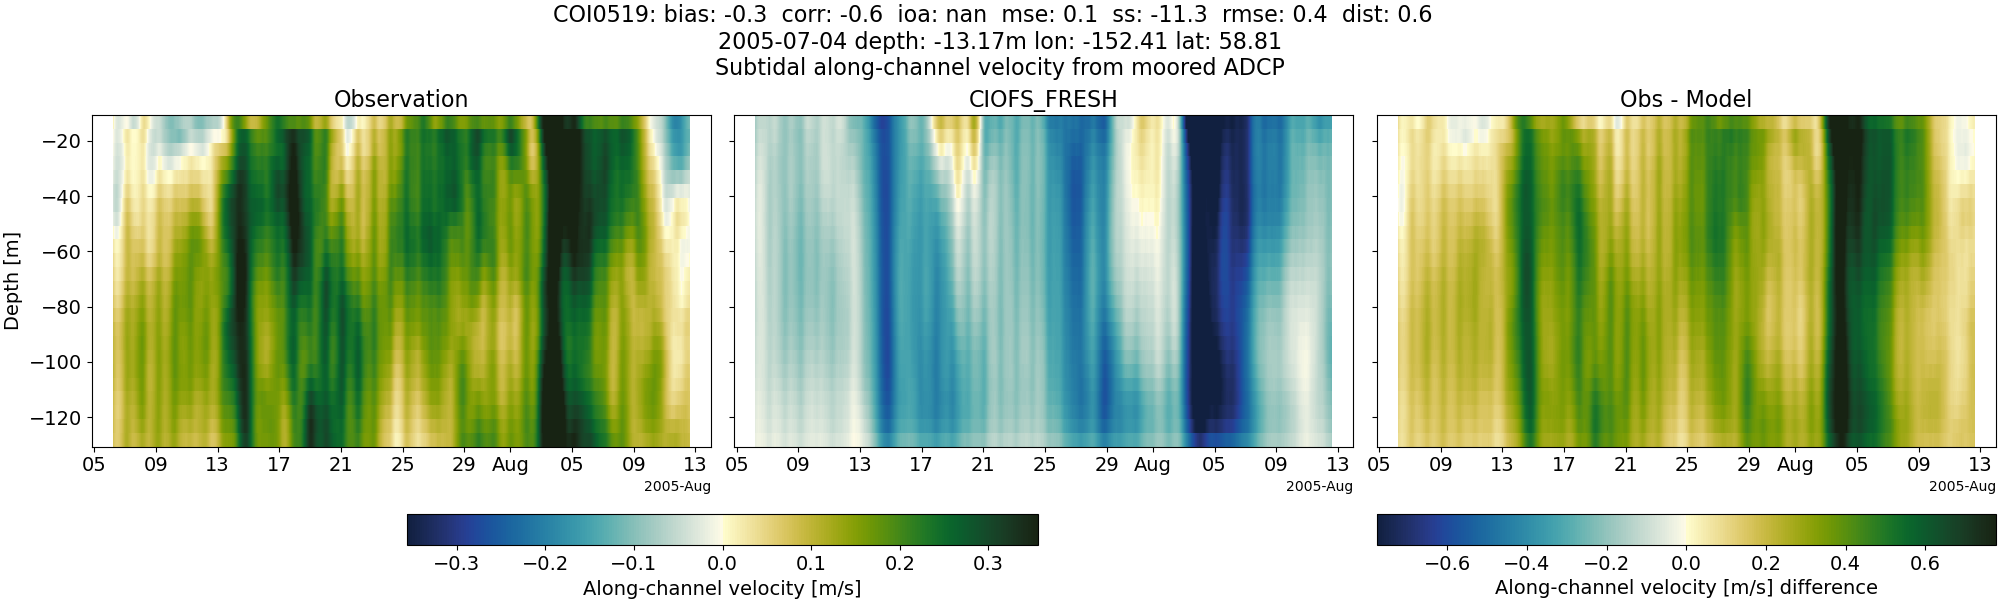 COI0519: bias: -0.3  corr: -0.6  ioa: nan  mse: 0.1  ss: -11.3  rmse: 0.4  dist: 0.6
2005-07-04 depth: -13.17m lon: -152.41 lat: 58.81
Subtidal along-channel velocity from moored ADCP
Observation
CIOFS_FRESH
Obs - Model
Depth [m]
−20
−40
−60
−80
−100
−120
05 09 13 17 21 25 29 Aug 05 09 13
2005-Aug
05 09 13 17 21 25 29 Aug 05 09 13
2005-Aug
05 09 13 17 21 25 29 Aug 05 09 13
2005-Aug
−0.3 −0.2 −0.1 0.0 0.1 0.2 0.3
Along-channel velocity [m/s]
−0.6 −0.4 −0.2 0.0 0.2 0.4 0.6
Along-channel velocity [m/s] difference